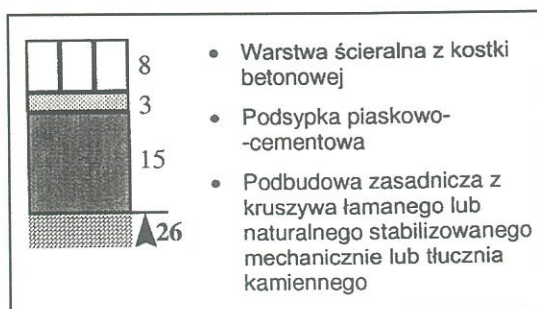 8
3
15
26
• Warstwa ścieralna z kostki
betonowej
• Podsypka piaskowo-
-cementowa
• Podbudowa zasadnicza z
kruszywa łamanego lub
naturalnego stabilizowanego
mechanicznie lub tłucznia
kamiennego